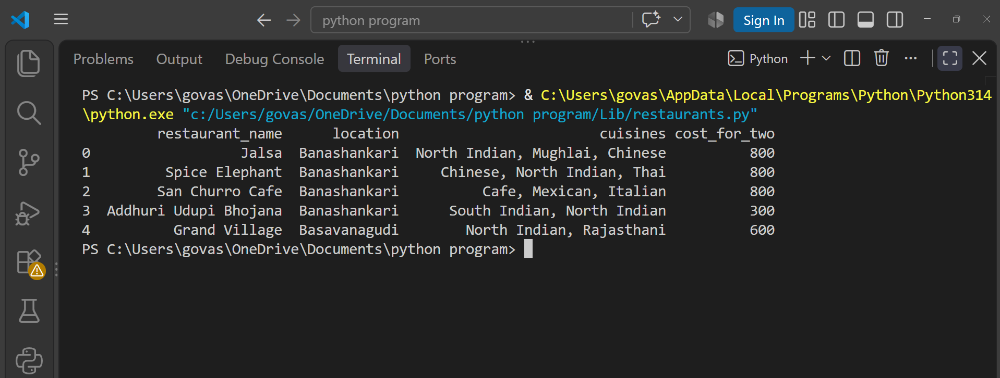 python program
Sign In
Problems Output Debug Console Terminal Ports
Python
PS C:\Users\govas\OneDrive\Documents\python program> & C:\Users\govas\AppData\Local\Programs\Python\Python314
\python.exe "c:/Users/govas/OneDrive/Documents/python program/Lib/restaurants.py"
restaurant_name location cuisines cost_for_two
0 Jalsa Banashankari North Indian, Mughlai, Chinese 800
1 Spice Elephant Banashankari Chinese, North Indian, Thai 800
2 San Churro Cafe Banashankari Cafe, Mexican, Italian 800
3 Addhuri Udupi Bhojana Banashankari South Indian, North Indian 300
4 Grand Village Basavanagudi North Indian, Rajasthani 600
PS C:\Users\govas\OneDrive\Documents\python program>